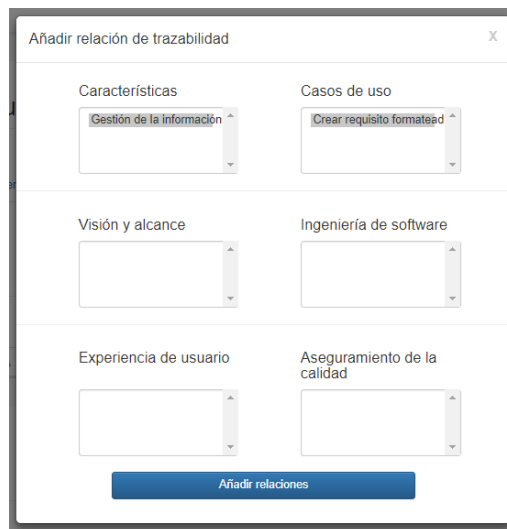 Añadir relación de trazabilidad
X
Características
Casos de uso
Gestión de la información
Crear requisito formatead
Visión y alcance
Ingeniería de software
Experiencia de usuario
Aseguramiento de la
calidad
Añadir relaciones